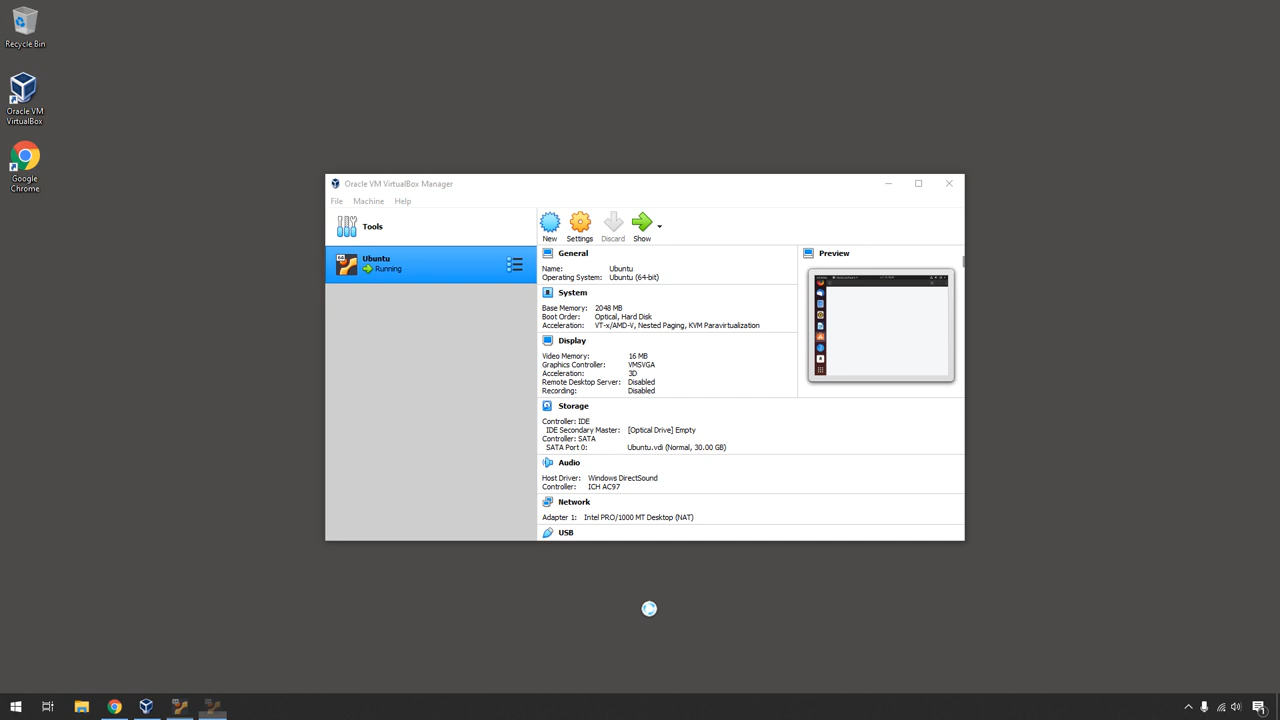 Recycle Bin
Oracle VM
VirtualBox
Google
Chrome
Oracle VM VirtualBox Manager
File Machine Help
Tools
New Settings Discard Show
Ubuntu
Running
General
Name: Ubuntu
Operating System: Ubuntu (64-bit)
System
Base Memory: 2048 MB
Boot Order: Optical, Hard Disk
Acceleration: VT-x/AMD-V, Nested Paging, KVM Paravirtualization
Display
Video Memory: 16 MB
Graphics Controller: VMSVGA
Acceleration: 3D
Remote Desktop Server: Disabled
Recording: Disabled
Storage
Controller: IDE
IDE Secondary Master: [Optical Drive] Empty
Controller: SATA
SATA Port 0: Ubuntu.vdi (Normal, 30.00 GB)
Audio
Host Driver: Windows DirectSound
Controller: ICH AC97
Network
Adapter 1: Intel PRO/1000 MT Desktop (NAT)
USB
Preview